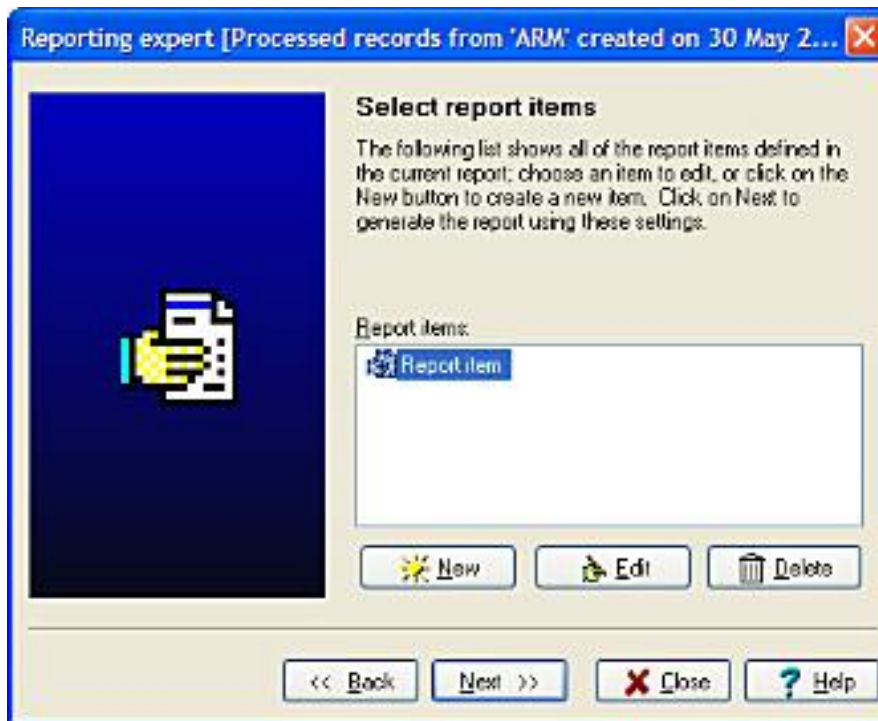 Reporting expert [Processed records from 'ARM' created on 30 May 2...
Select report items
The following list shows all of the report items defined in
the current report; choose an item to edit, or click on the
New button to create a new item. Click on Next to
generate the report using these settings.
Report items:
Report item
New Edit Delete
<< Back Next >> Close Help